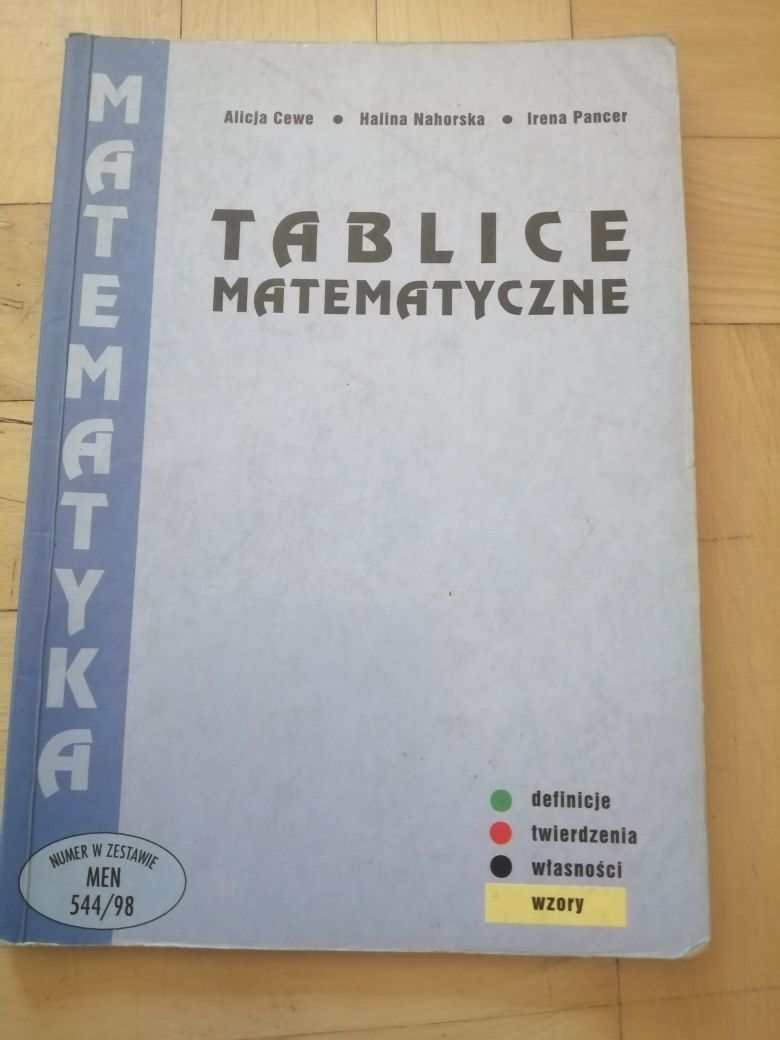 MATEMATYKA
Alicja Cewe • Halina Nahorska • Irena Pancer
TABLICE
MATEMATYCZNE
definicje
twierdzenia
własności
wzory
NUMER W ZESTAWIE
MEN
544/98